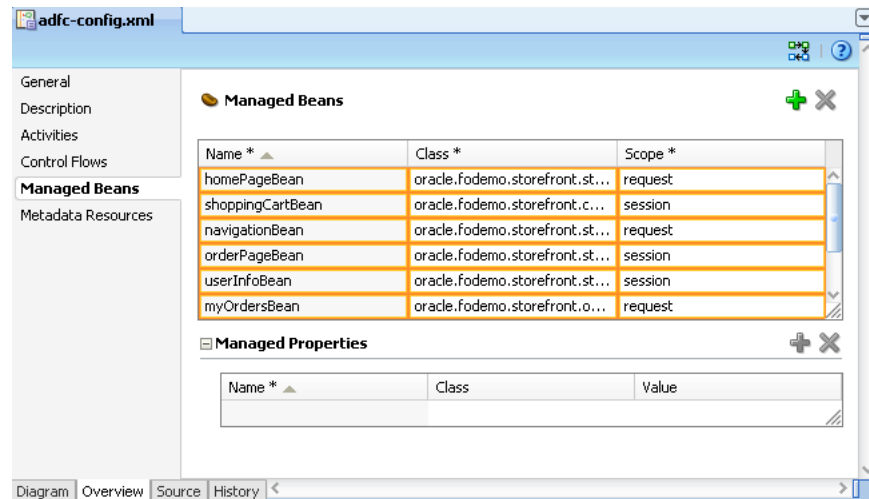 adfc-config.xml
General
Description
Activities
Control Flows
Managed Beans
Metadata Resources
Managed Beans
Name * Class * Scope *
homePageBean oracle.fodemo.storefront.st... request
shoppingCartBean oracle.fodemo.storefront.c... session
navigationBean oracle.fodemo.storefront.st... request
orderPageBean oracle.fodemo.storefront.st... session
userInfoBean oracle.fodemo.storefront.st... session
myOrdersBean oracle.fodemo.storefront.o... request
Managed Properties
Name * Class Value
Diagram Overview Source History